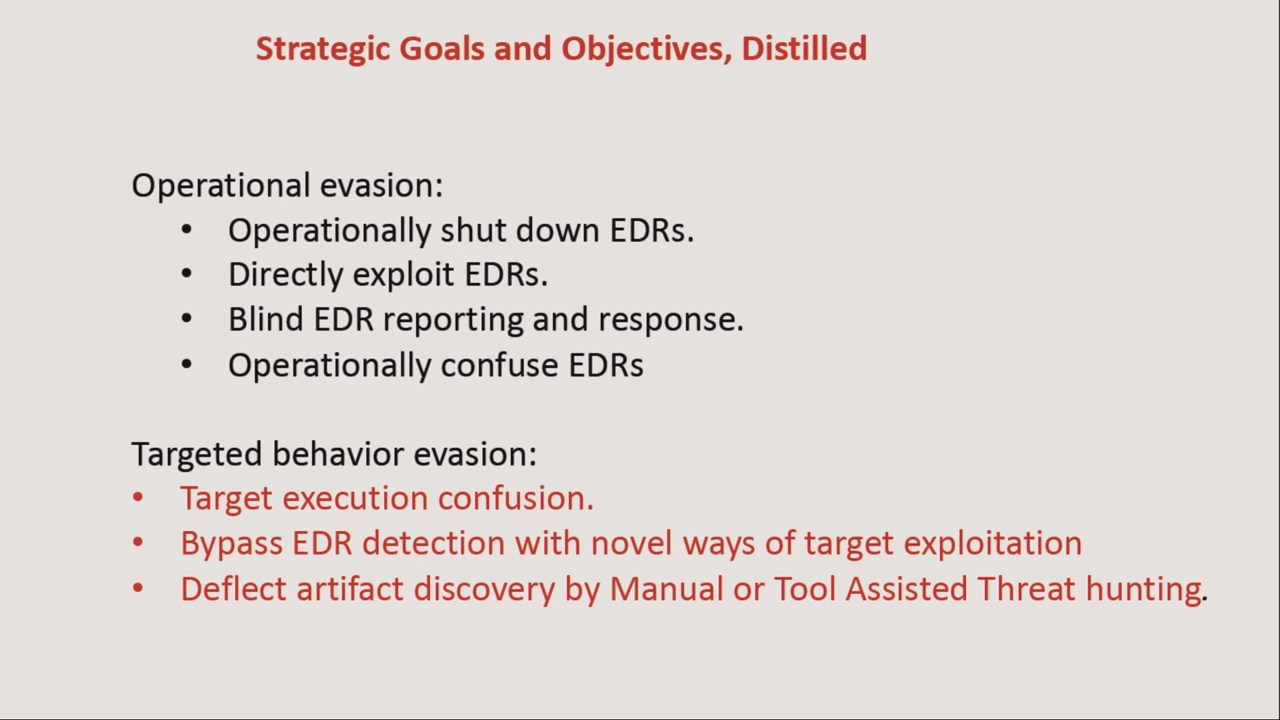 Strategic Goals and Objectives, Distilled
Operational evasion:
• Operationally shut down EDRs.
• Directly exploit EDRs.
• Blind EDR reporting and response.
• Operationally confuse EDRs
Targeted behavior evasion:
• Target execution confusion.
• Bypass EDR detection with novel ways of target exploitation
• Deflect artifact discovery by Manual or Tool Assisted Threat hunting.